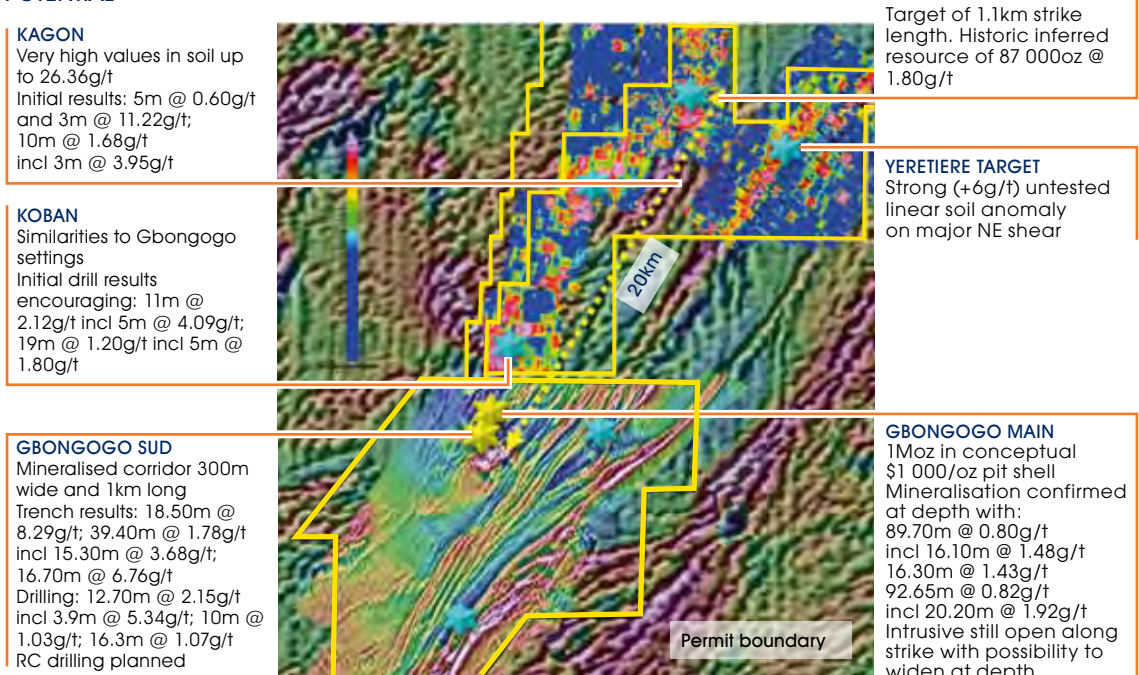 KAGON
Very high values in soil up
to 26.36g/t
Initial results: 5m @ 0.60g/t
and 3m @ 11.22g/t;
10m @ 1.68g/t
incl 3m @ 3.95g/t
KOBAN
Similarities to Gbongogo
settings
Initial drill results
encouraging: 11m @
2.12g/t incl 5m @ 4.09g/t;
19m @ 1.20g/t incl 5m @
1.80g/t
GBONGOGO SUD
Mineralised corridor 300m
wide and 1km long
Trench results: 18.50m @
8.29g/t; 39.40m @ 1.78g/t
incl 15.30m @ 3.68g/t;
16.70m @ 6.76g/t
Drilling: 12.70m @ 2.15g/t
incl 3.9m @ 5.34g/t; 10m @
1.03g/t; 16.3m @ 1.07g/t
RC drilling planned
20km
Permit boundary
Target of 1.1km strike
length. Historic inferred
resource of 87 000oz @
1.80g/t
YERETIERE TARGET
Strong (+6g/t) untested
linear soil anomaly
on major NE shear
GBONGOGO MAIN
1Moz in conceptual
$1 000/oz pit shell
Mineralisation confirmed
at depth with:
89.70m @ 0.80g/t
incl 16.10m @ 1.48g/t
16.30m @ 1.43g/t
92.65m @ 0.82g/t
incl 20.20m @ 1.92g/t
Intrusive still open along
strike with possibility to
widen at depth